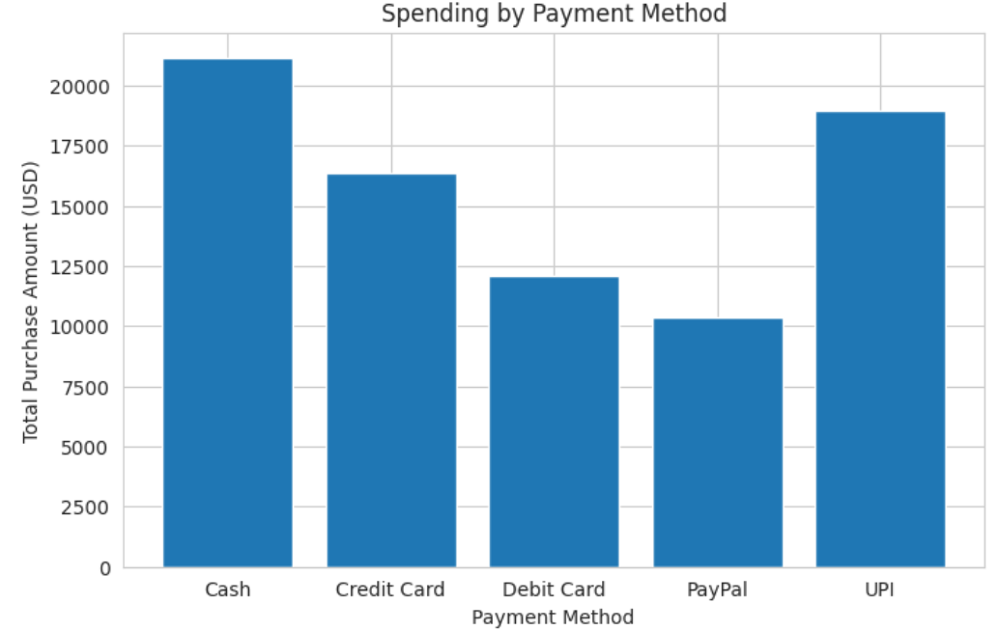 Spending by Payment Method
Total Purchase Amount (USD)
20000
17500
15000
12500
10000
7500
5000
2500
0
Cash Credit Card Debit Card PayPal UPI
Payment Method